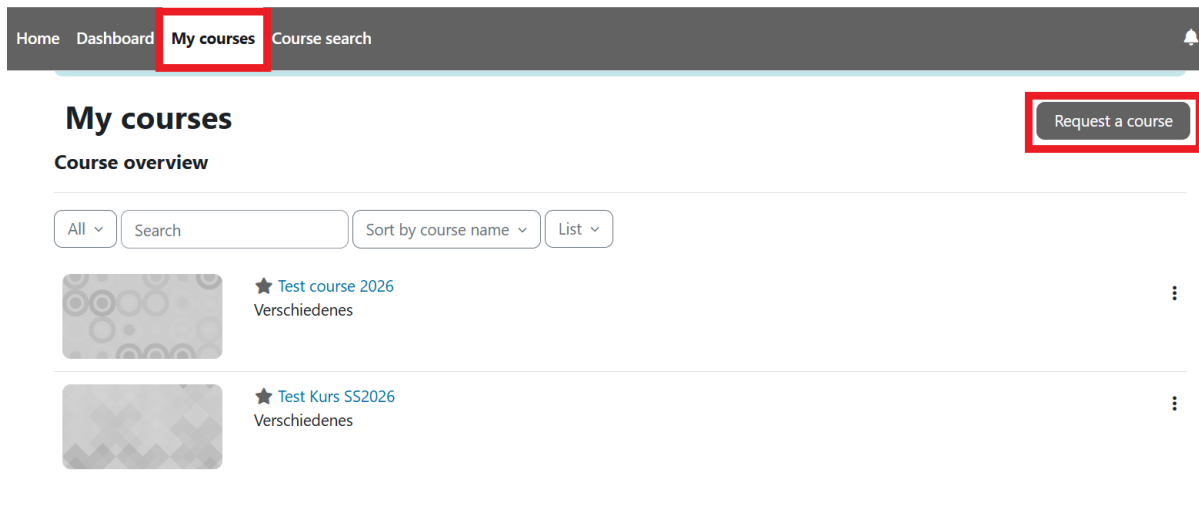 Home Dashboard My courses Course search
My courses
Request a course
Course overview
All Search Sort by course name List
Test course 2026
Verschiedenes
Test Kurs SS2026
Verschiedenes